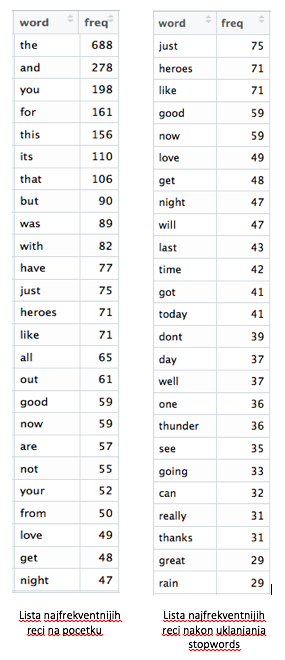 word freq
the 688
and 278
you 198
for 161
this 156
its 110
that 106
but 90
was 89
with 82
have 77
just 75
heroes 71
like 71
all 65
out 61
good 59
now 59
are 57
not 55
your 52
from 50
love 49
get 48
night 47
Lista najfrekventnijih
reci na pocetku
word freq
just 75
heroes 71
like 71
good 59
now 59
love 49
get 48
night 47
will 47
last 43
time 42
got 41
today 41
dont 39
day 37
well 37
one 36
thunder 36
see 35
going 33
can 32
really 31
thanks 31
great 29
rain 29
Lista najfrekventnijih
reci nakon uklanjanja
stopwords